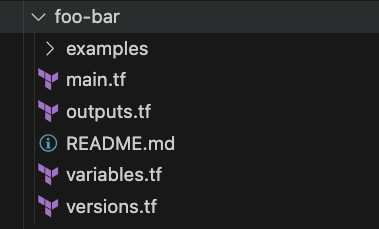 foo-bar
examples
main.tf
outputs.tf
README.md
variables.tf
versions.tf